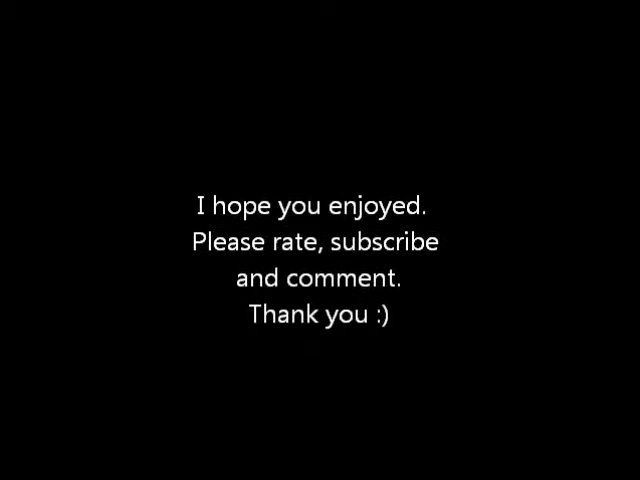 I hope you enjoyed.
Please rate, subscribe
and comment.
Thank you :)